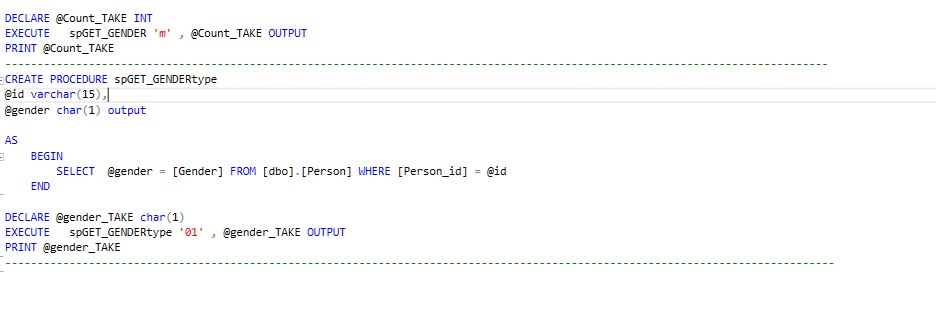 DECLARE @Count_TAKE INT
EXECUTE   spGET_GENDER 'm' , @Count_TAKE OUTPUT
PRINT @Count_TAKE
--------------------------------------------------------------------------------------------------------------------------------
CREATE PROCEDURE spGET_GENDERtype
@id varchar(15),
@gender char(1) output
AS
    BEGIN
        SELECT  @gender = [Gender] FROM [dbo].[Person] WHERE [Person_id] = @id
    END
DECLARE @gender_TAKE char(1)
EXECUTE   spGET_GENDERtype '01' , @gender_TAKE OUTPUT
PRINT @gender_TAKE
---------------------------------------------------------------------------------------------------------------------------------